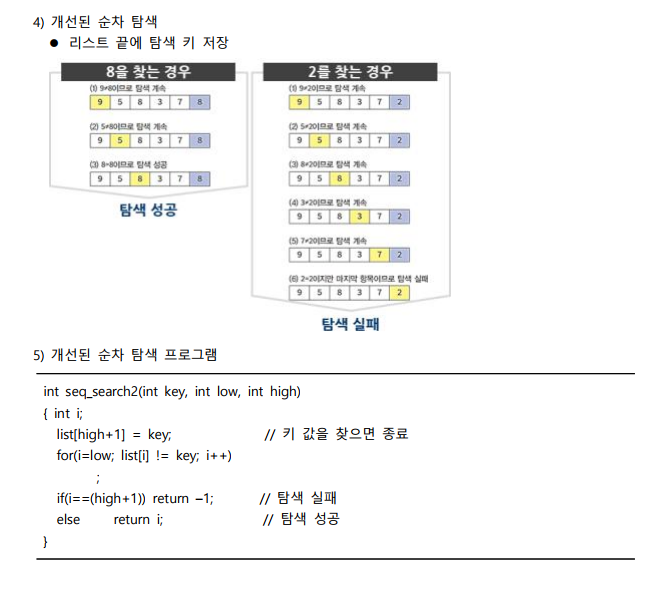 4) 개선된 순차 탐색
● 리스트 끝에 탐색 키 저장
8을 찾는 경우
(1) 9≠8이므로 탐색 계속
9 5 8 3 7 8
(2) 5≠8이므로 탐색 계속
9 5 8 3 7 8
(3) 8=8이므로 탐색 성공
9 5 8 3 7 8
탐색 성공
2를 찾는 경우
(1) 9≠2이므로 탐색 계속
9 5 8 3 7 2
(2) 5≠2이므로 탐색 계속
9 5 8 3 7 2
(3) 8≠2이므로 탐색 계속
9 5 8 3 7 2
(4) 3≠2이므로 탐색 계속
9 5 8 3 7 2
(5) 7≠2이므로 탐색 계속
9 5 8 3 7 2
(6) 2=2이지만 마지막 항목이므로 탐색 실패
9 5 8 3 7 2
탐색 실패
5) 개선된 순차 탐색 프로그램
int seq_search2(int key, int low, int high)
{ int i;
list[high+1] = key; // 키 값을 찾으면 종료
for(i=low; list[i] != key; i++)
;
if(i==(high+1)) return –1; // 탐색 실패
else return i; // 탐색 성공
}